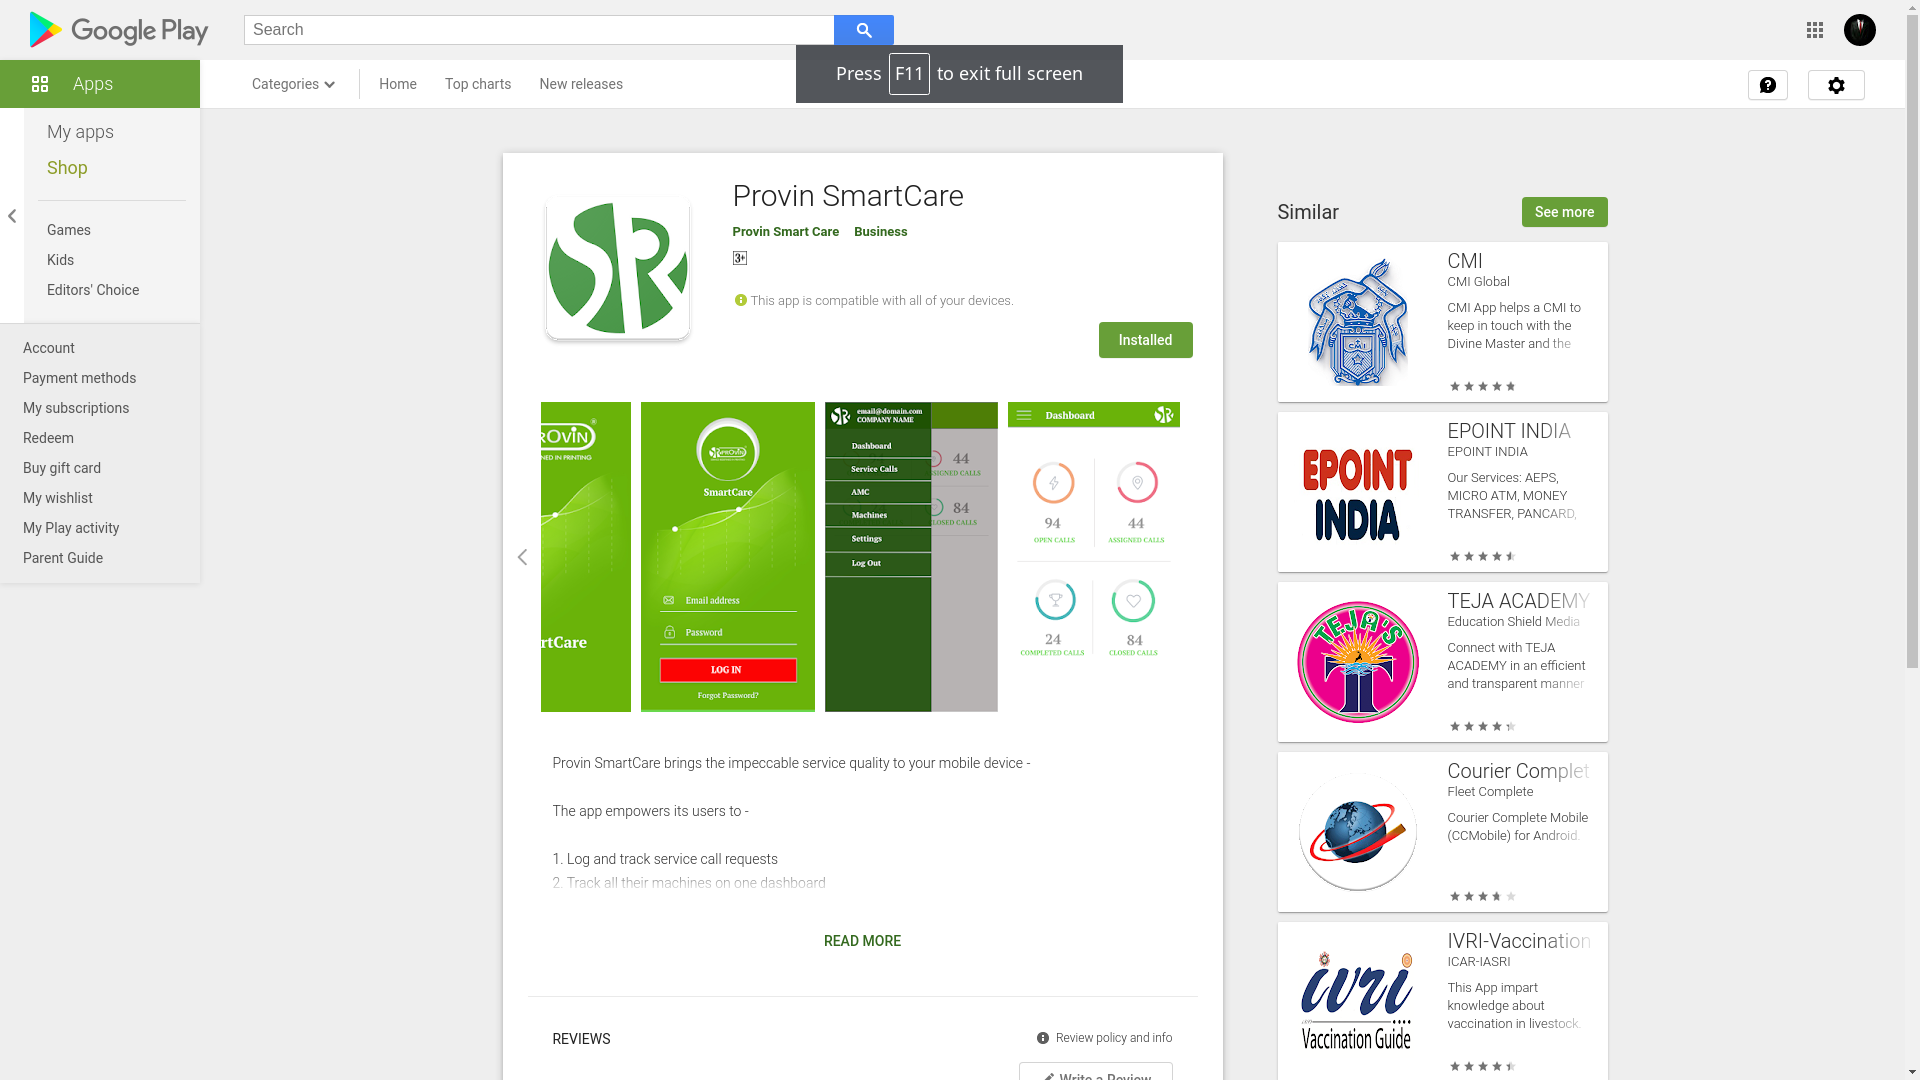 Google Play
Search
Press F11 to exit full screen
Apps
Categories
Home
Top charts
New releases
My apps
Shop
Games
Kids
Editors' Choice
Account
Payment methods
My subscriptions
Redeem
Buy gift card
My wishlist
My Play activity
Parent Guide
Provin SmartCare
Provin Smart Care Business
3+
This app is compatible with all of your devices.
Installed
ROVIN
NED IN PRINTING
rtCare
PROVIN
SmartCare
Email address
Password
LOG IN
Forgot Password?
email@domain.com
COMPANY NAME
Dashboard
Service Calls
AMC
Machines
Settings
Log Out
44
SIGNED CALLS
84
LOSED CALLS
Dashboard
94
OPEN CALLS
44
ASSIGNED CALLS
24
COMPLETED CALLS
84
CLOSED CALLS
Provin SmartCare brings the impeccable service quality to your mobile device -
The app empowers its users to -
1. Log and track service call requests
2. Track all their machines on one dashboard
READ MORE
REVIEWS
Review policy and info
Write a Review
Similar
See more
CMI
CMI Global
CMI App helps a CMI to
keep in touch with the
Divine Master and the
CMI
EPOINT INDIA
EPOINT INDIA
Our Services: AEPS,
MICRO ATM, MONEY
TRANSFER, PANCARD,
EPOINT
INDIA
TEJA ACADEMY
Education Shield Media
Connect with TEJA
ACADEMY in an efficient
and transparent manner
TEJA'S
Courier Complet
Fleet Complete
Courier Complete Mobile
(CCMobile) for Android.
IVRI-Vaccination
ICAR-IASRI
This App impart
knowledge about
vaccination in livestock.
ivri
Vaccination Guide